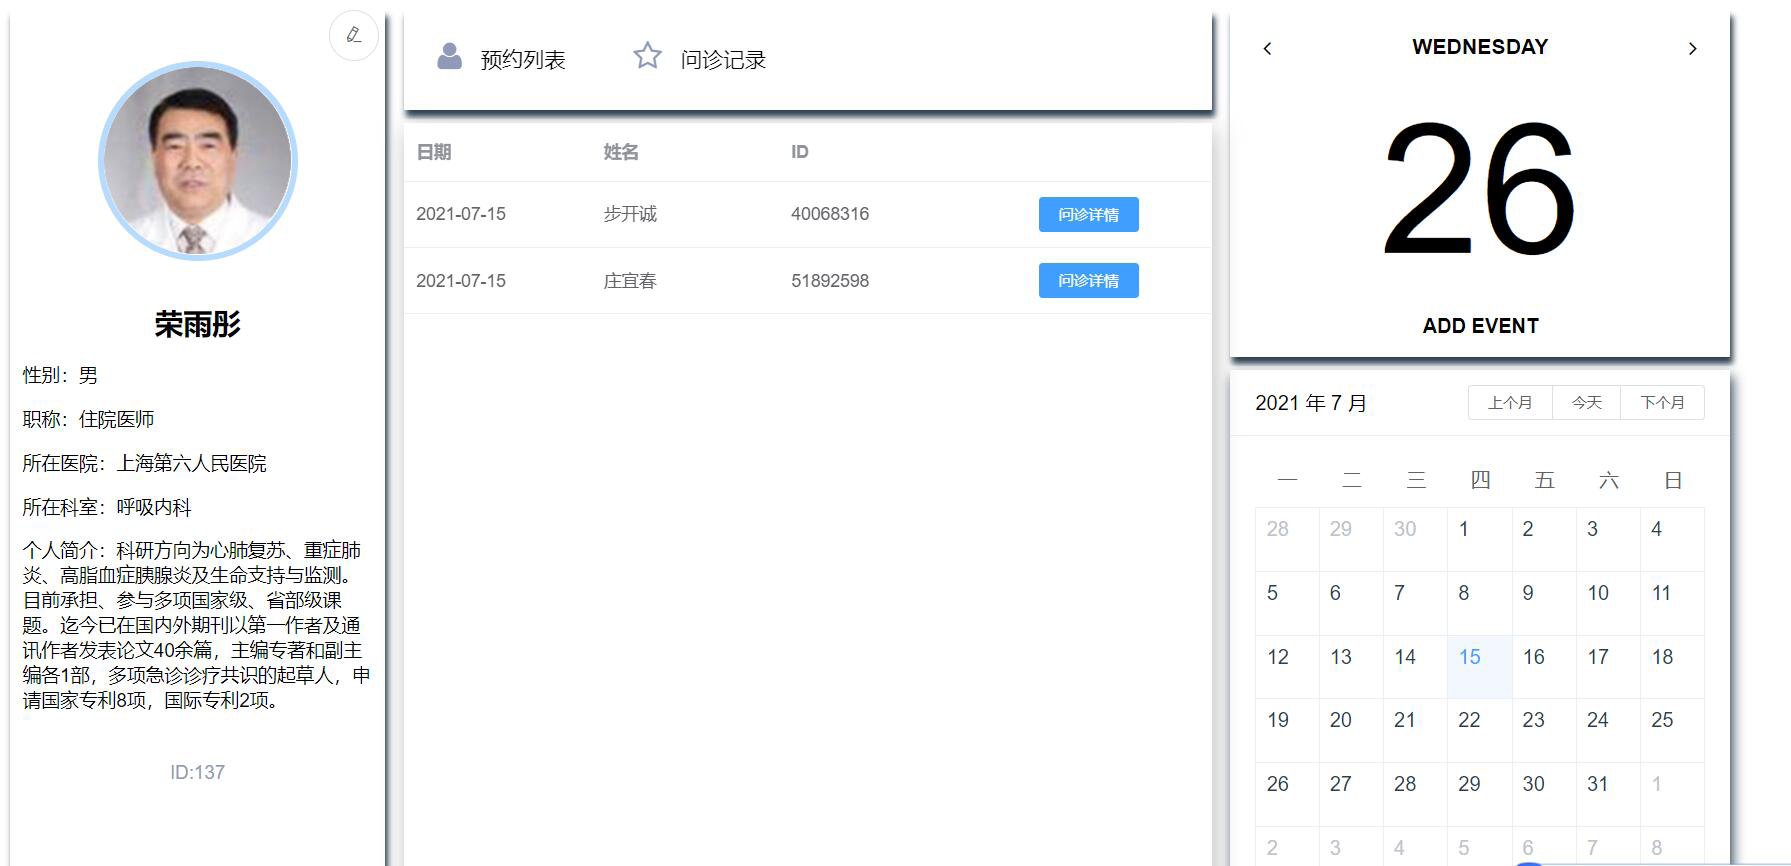 荣雨彤
性别：男
职称：住院医师
所在医院：上海第六人民医院
所在科室：呼吸内科
个人简介：科研方向为心肺复苏、重症肺
炎、高脂血症胰腺炎及生命支持与监测。
目前承担、参与多项国家级、省部级课
题。迄今已在国内外期刊以第一作者及通
讯作者发表论文40余篇，主编专著和副主
编各1部，多项急诊诊疗共识的起草人，申
请国家专利8项，国际专利2项。
ID:137
预约列表 问诊记录
日期 姓名 ID
2021-07-15 步开诚 40068316 问诊详情
2021-07-15 庄宜春 51892598 问诊详情
WEDNESDAY
26
ADD EVENT
2021 年 7 月 上个月 今天 下个月
一 二 三 四 五 六 日
28 29 30 1 2 3 4
5 6 7 8 9 10 11
12 13 14 15 16 17 18
19 20 21 22 23 24 25
26 27 28 29 30 31 1
2 3 4 5 6 7 8